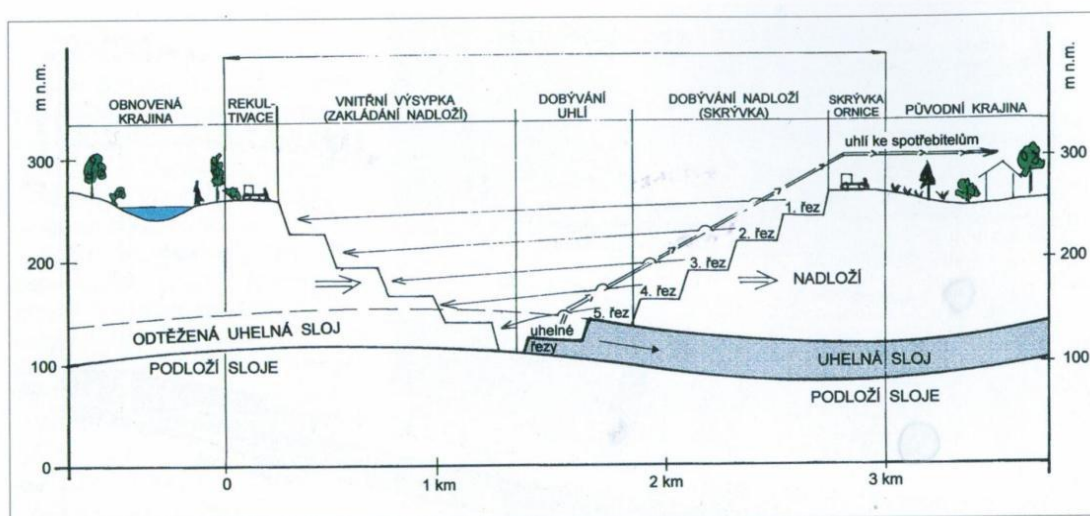 m n.m.
m n.m.
OBNOVENÁ
KRAJINA
REKUL-
TIVACE
VNITŘNÍ VÝSYPKA
(ZAKLÁDÁNÍ NADLOŽÍ)
DOBÝVÁNÍ
UHLÍ
DOBÝVÁNÍ NADLOŽÍ
(SKRÝVKA)
SKRÝVKA
ORNICE
PŮVODNÍ KRAJINA
uhlí ke spotřebitelům
300
300
1. řez
2. řez
200
200
3. řez
NADLOŽÍ
4. řez
5. řez
uhelné
řezy
ODTĚŽENÁ UHELNÁ SLOJ
UHELNÁ SLOJ
100
100
PODLOŽÍ SLOJE
PODLOŽÍ SLOJE
0
0
1 km
2 km
3 km